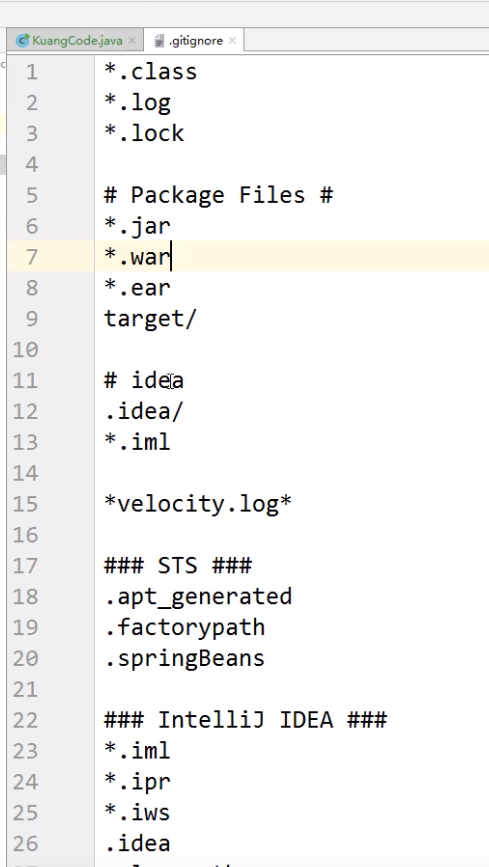 KuangCode.java
.gitignore
1 *.class
2 *.log
3 *.lock
4
5 # Package Files #
6 *.jar
7 *.war
8 *.ear
9 target/
10
11 # idea
12 .idea/
13 *.iml
14
15 *velocity.log*
16
17 ### STS ###
18 .apt_generated
19 .factorypath
20 .springBeans
21
22 ### IntelliJ IDEA ###
23 *.iml
24 *.ipr
25 *.iws
26 .idea